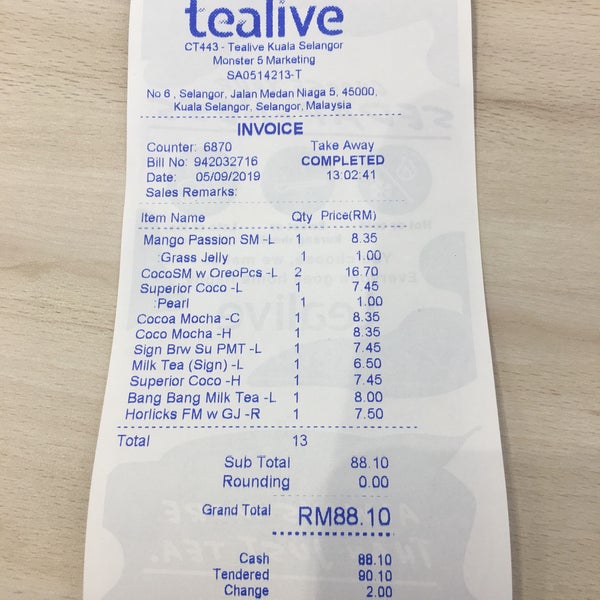 tealive
CT443 - Tealive Kuala Selangor
Monster 5 Marketing
SA0514213-T
No 6 , Selangor, Jalan Medan Niaga 5, 45000,
Kuala Selangor, Selangor, Malaysia
INVOICE
Counter: 6870 Take Away
Bill No: 942032716 COMPLETED
Date: 05/09/2019 13:02:41
Sales Remarks:
Item Name Qty Price(RM)
Mango Passion SM -L 1 8.35
:Grass Jelly 1 1.00
CocoSM w OreoPcs -L 2 16.70
Superior Coco -L 1 7.45
:Pearl 1 1.00
Cocoa Mocha -C 1 8.35
Coco Mocha -H 1 8.35
Sign Brw Su PMT -L 1 7.45
Milk Tea (Sign) -L 1 6.50
Superior Coco -H 1 7.45
Bang Bang Milk Tea -L 1 8.00
Horlicks FM w GJ -R 1 7.50
Total 13
Sub Total 88.10
Rounding 0.00
Grand Total RM88.10
Cash 88.10
Tendered 90.10
Change 2.00